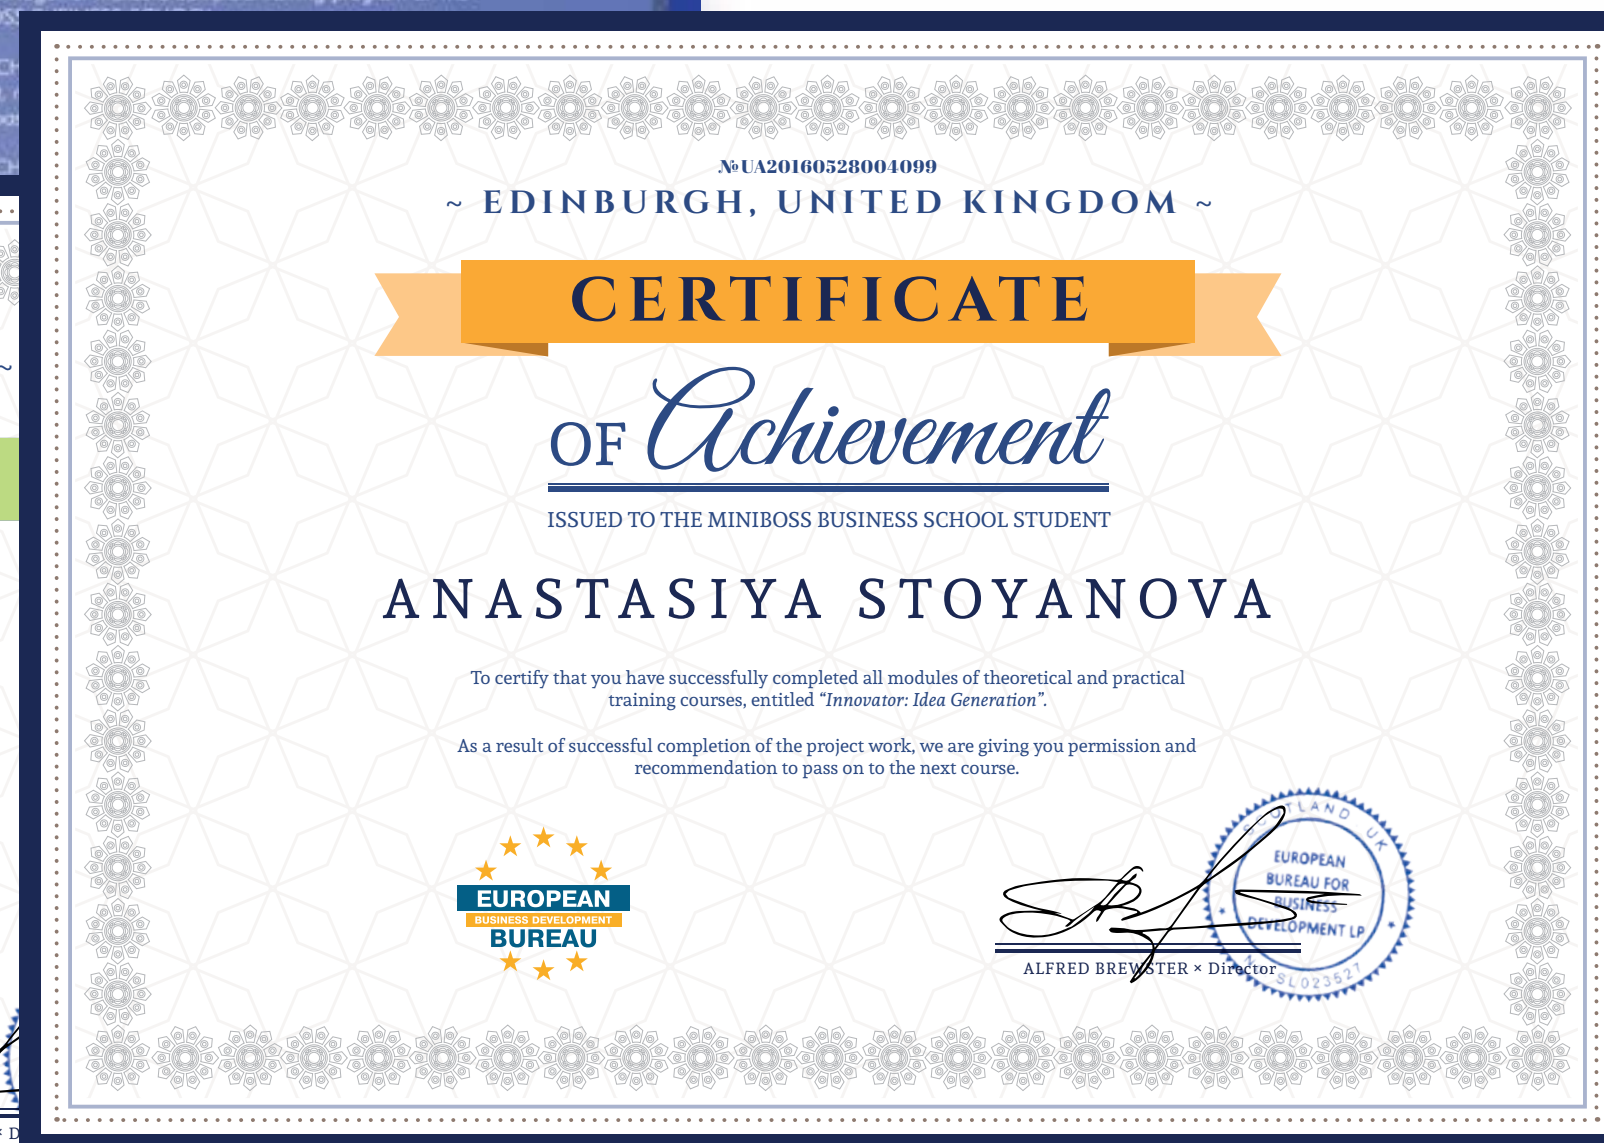 №UA20160528004099
~ EDINBURGH, UNITED KINGDOM ~
CERTIFICATE
OF Achievement
ISSUED TO THE MINIBOSS BUSINESS SCHOOL STUDENT
ANASTASIYA STOYANOVA
To certify that you have successfully completed all modules of theoretical and practical
training courses, entitled “Innovator: Idea Generation”.
As a result of successful completion of the project work, we are giving you permission and
recommendation to pass on to the next course.
EUROPEAN
BUSINESS DEVELOPMENT
BUREAU
SCOTLAND UK
EUROPEAN
BUREAU FOR
BUSINESS
DEVELOPMENT LP
N SL023527
ALFRED BREWSTER × Director